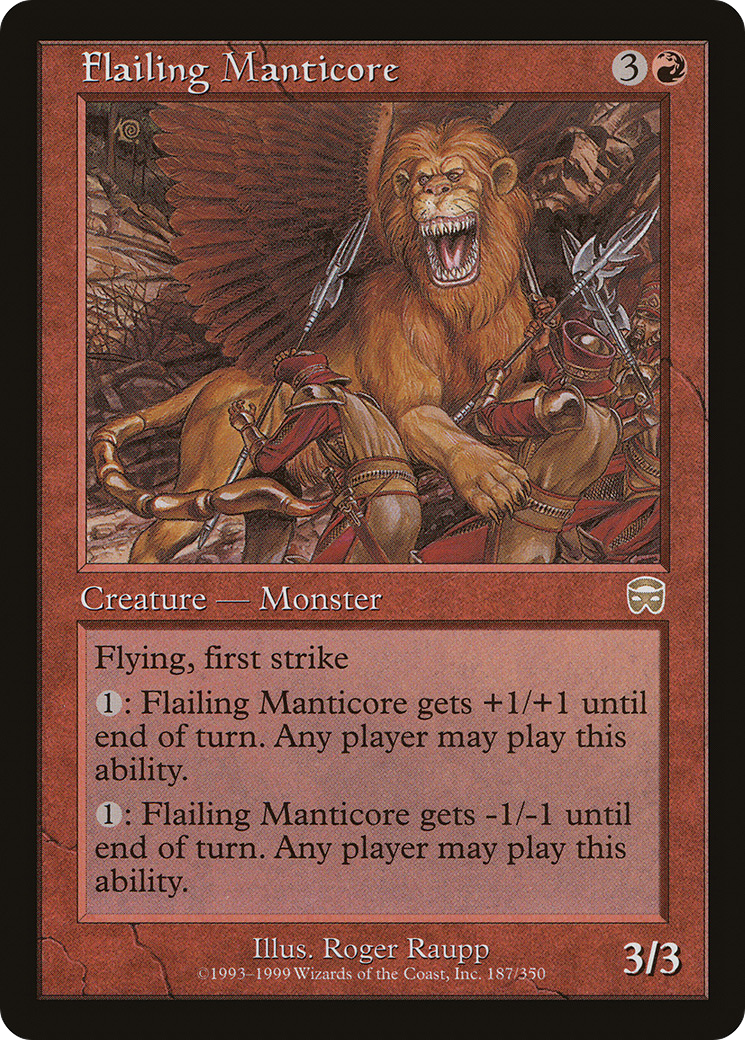 Flailing Manticore 3
Creature — Monster
Flying, first strike
1: Flailing Manticore gets +1/+1 until
end of turn. Any player may play this
ability.
1: Flailing Manticore gets -1/-1 until
end of turn. Any player may play this
ability.
Illus. Roger Raupp
©1993–1999 Wizards of the Coast, Inc. 187/350
3/3